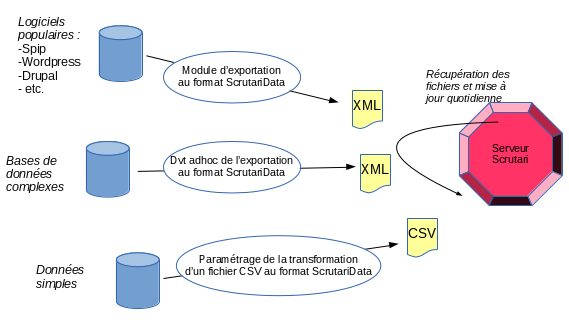 Logiciels
populaires :
-Spip
-Wordpress
-Drupal
- etc.
Module d'exportation
au format ScrutariData
XML
Récupération des
fichiers et mise à
jour quotidienne
Serveur
Scrutari
Bases de
données
complexes
Dvt adhoc de l'exportation
au format ScrutariData
XML
Données
simples
Paramétrage de la transformation
d'un fichier CSV au format ScrutariData
CSV